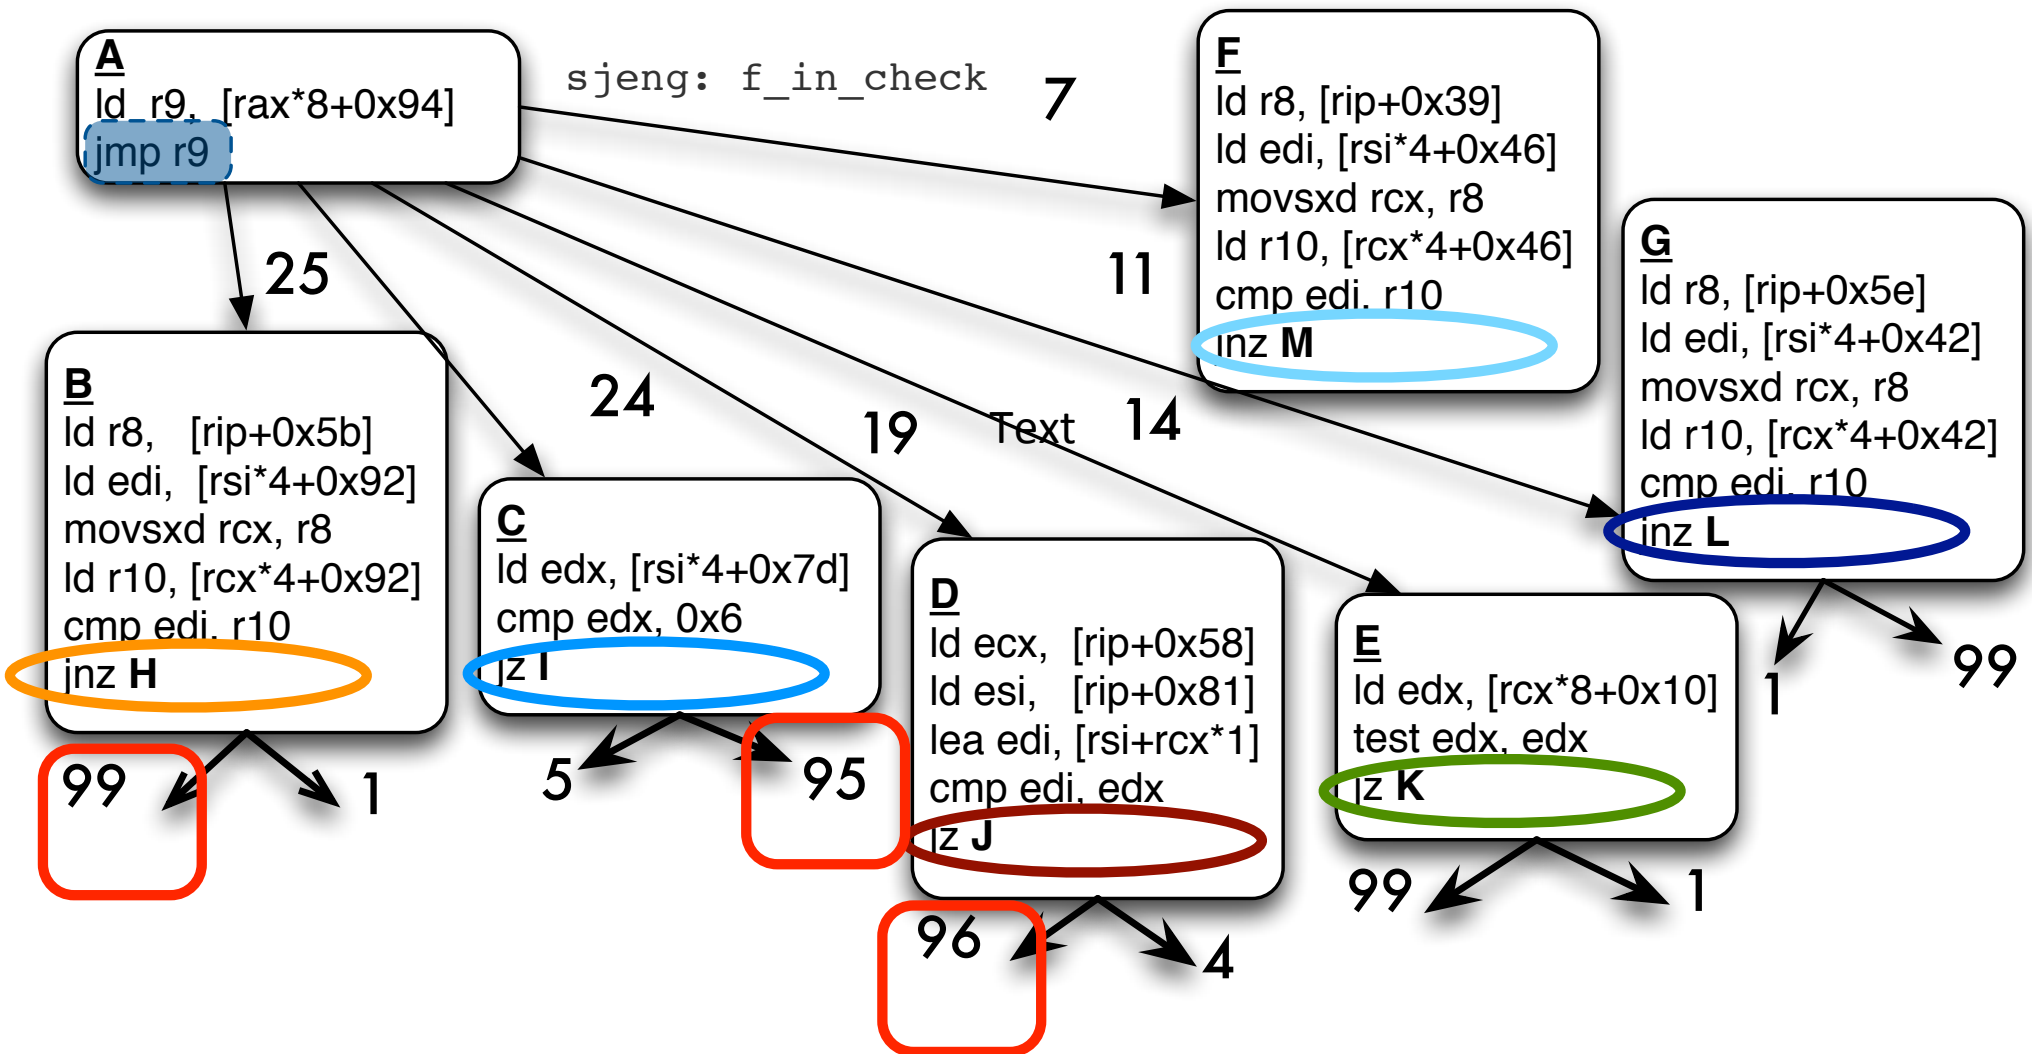 A
ld r9, [rax*8+0x94]
jmp r9
sjeng: f_in_check
7
F
ld r8, [rip+0x39]
ld edi, [rsi*4+0x46]
movsxd rcx, r8
ld r10, [rcx*4+0x46]
cmp edi, r10
jnz M
25
11
G
ld r8, [rip+0x5e]
ld edi, [rsi*4+0x42]
movsxd rcx, r8
ld r10, [rcx*4+0x42]
cmp edi, r10
jnz L
24
19
Text
14
B
ld r8, [rip+0x5b]
ld edi, [rsi*4+0x92]
movsxd rcx, r8
ld r10, [rcx*4+0x92]
cmp edi, r10
jnz H
C
ld edx, [rsi*4+0x7d]
cmp edx, 0x6
jz I
D
ld ecx, [rip+0x58]
ld esi, [rip+0x81]
lea edi, [rsi+rcx*1]
cmp edi, edx
jz J
E
ld edx, [rcx*8+0x10]
test edx, edx
jz K
1
99
99
1
5
95
96
4
99
1